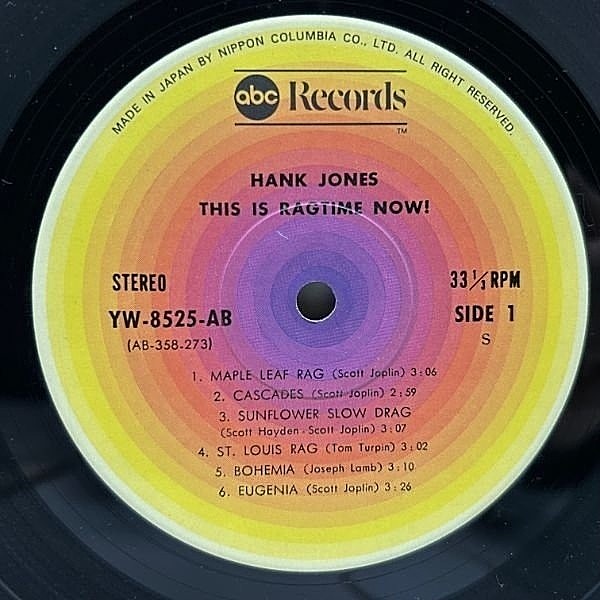 MADE IN JAPAN BY NIPPON COLUMBIA CO., LTD. ALL RIGHT RESERVED.
abc Records
TM
HANK JONES
THIS IS RAGTIME NOW!
STEREO
33 1/3 RPM
YW-8525-AB
SIDE 1
(AB-358-273)
S
1. MAPLE LEAF RAG (Scott Joplin) 3:06
2. CASCADES (Scott Joplin) 2:59
3. SUNFLOWER SLOW DRAG
(Scott Hayden - Scott Joplin) 3:07
4. ST. LOUIS RAG (Tom Turpin) 3:02
5. BOHEMIA (Joseph Lamb) 3:10
6. EUGENIA (Scott Joplin) 3:26